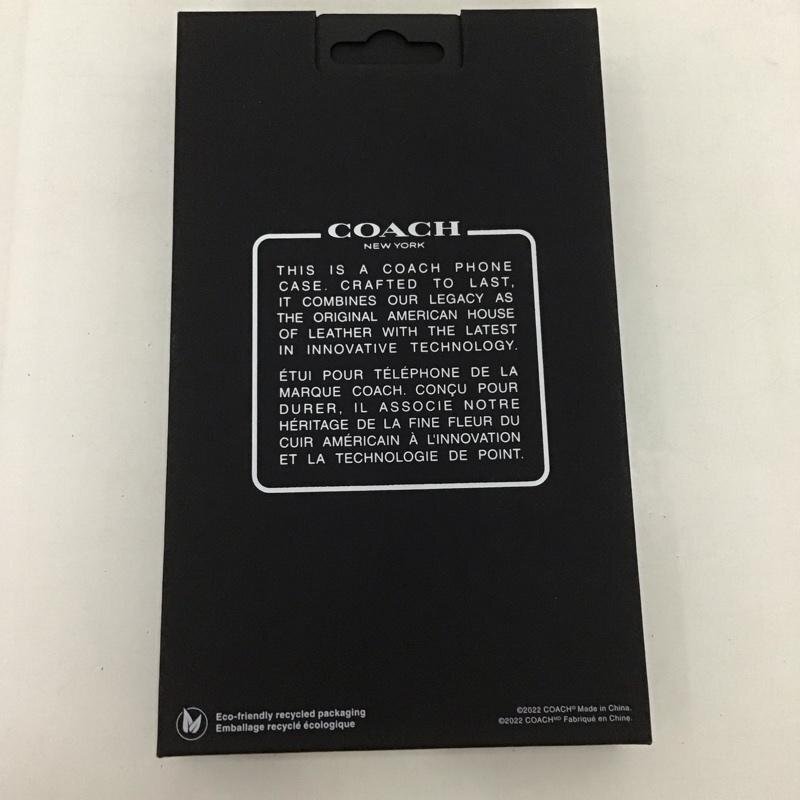 COACH
NEW YORK
THIS IS A COACH PHONE
CASE. CRAFTED TO LAST,
IT COMBINES OUR LEGACY AS
THE ORIGINAL AMERICAN HOUSE
OF LEATHER WITH THE LATEST
IN INNOVATIVE TECHNOLOGY.
ÉTUI POUR TÉLÉPHONE DE LA
MARQUE COACH. CONÇU POUR
DURER, IL ASSOCIE NOTRE
HÉRITAGE DE LA FINE FLEUR DU
CUIR AMÉRICAIN À L'INNOVATION
ET LA TECHNOLOGIE DE POINT.
Eco-friendly recycled packaging
Emballage recyclé écologique
©2022 COACH® Made in China.
©2022 COACHᴹᴰ Fabriqué en Chine.